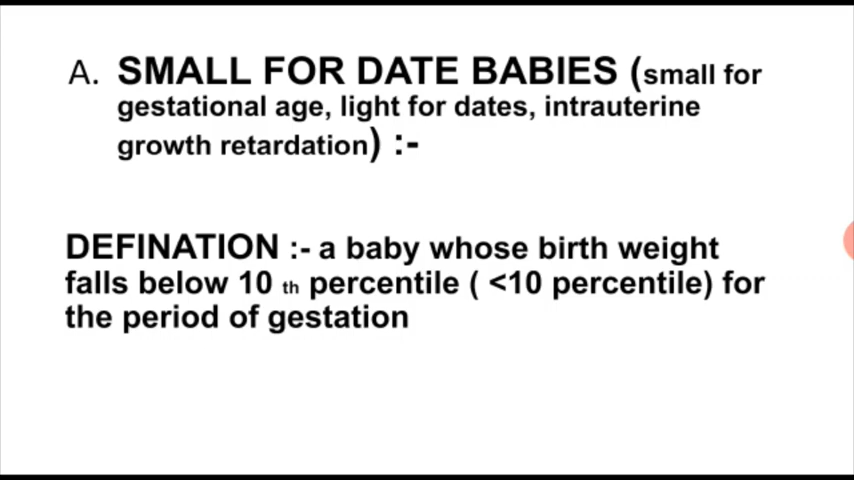 A. SMALL FOR DATE BABIES (small for
gestational age, light for dates, intrauterine
growth retardation) :-
DEFINATION :- a baby whose birth weight
falls below 10 th percentile ( <10 percentile) for
the period of gestation